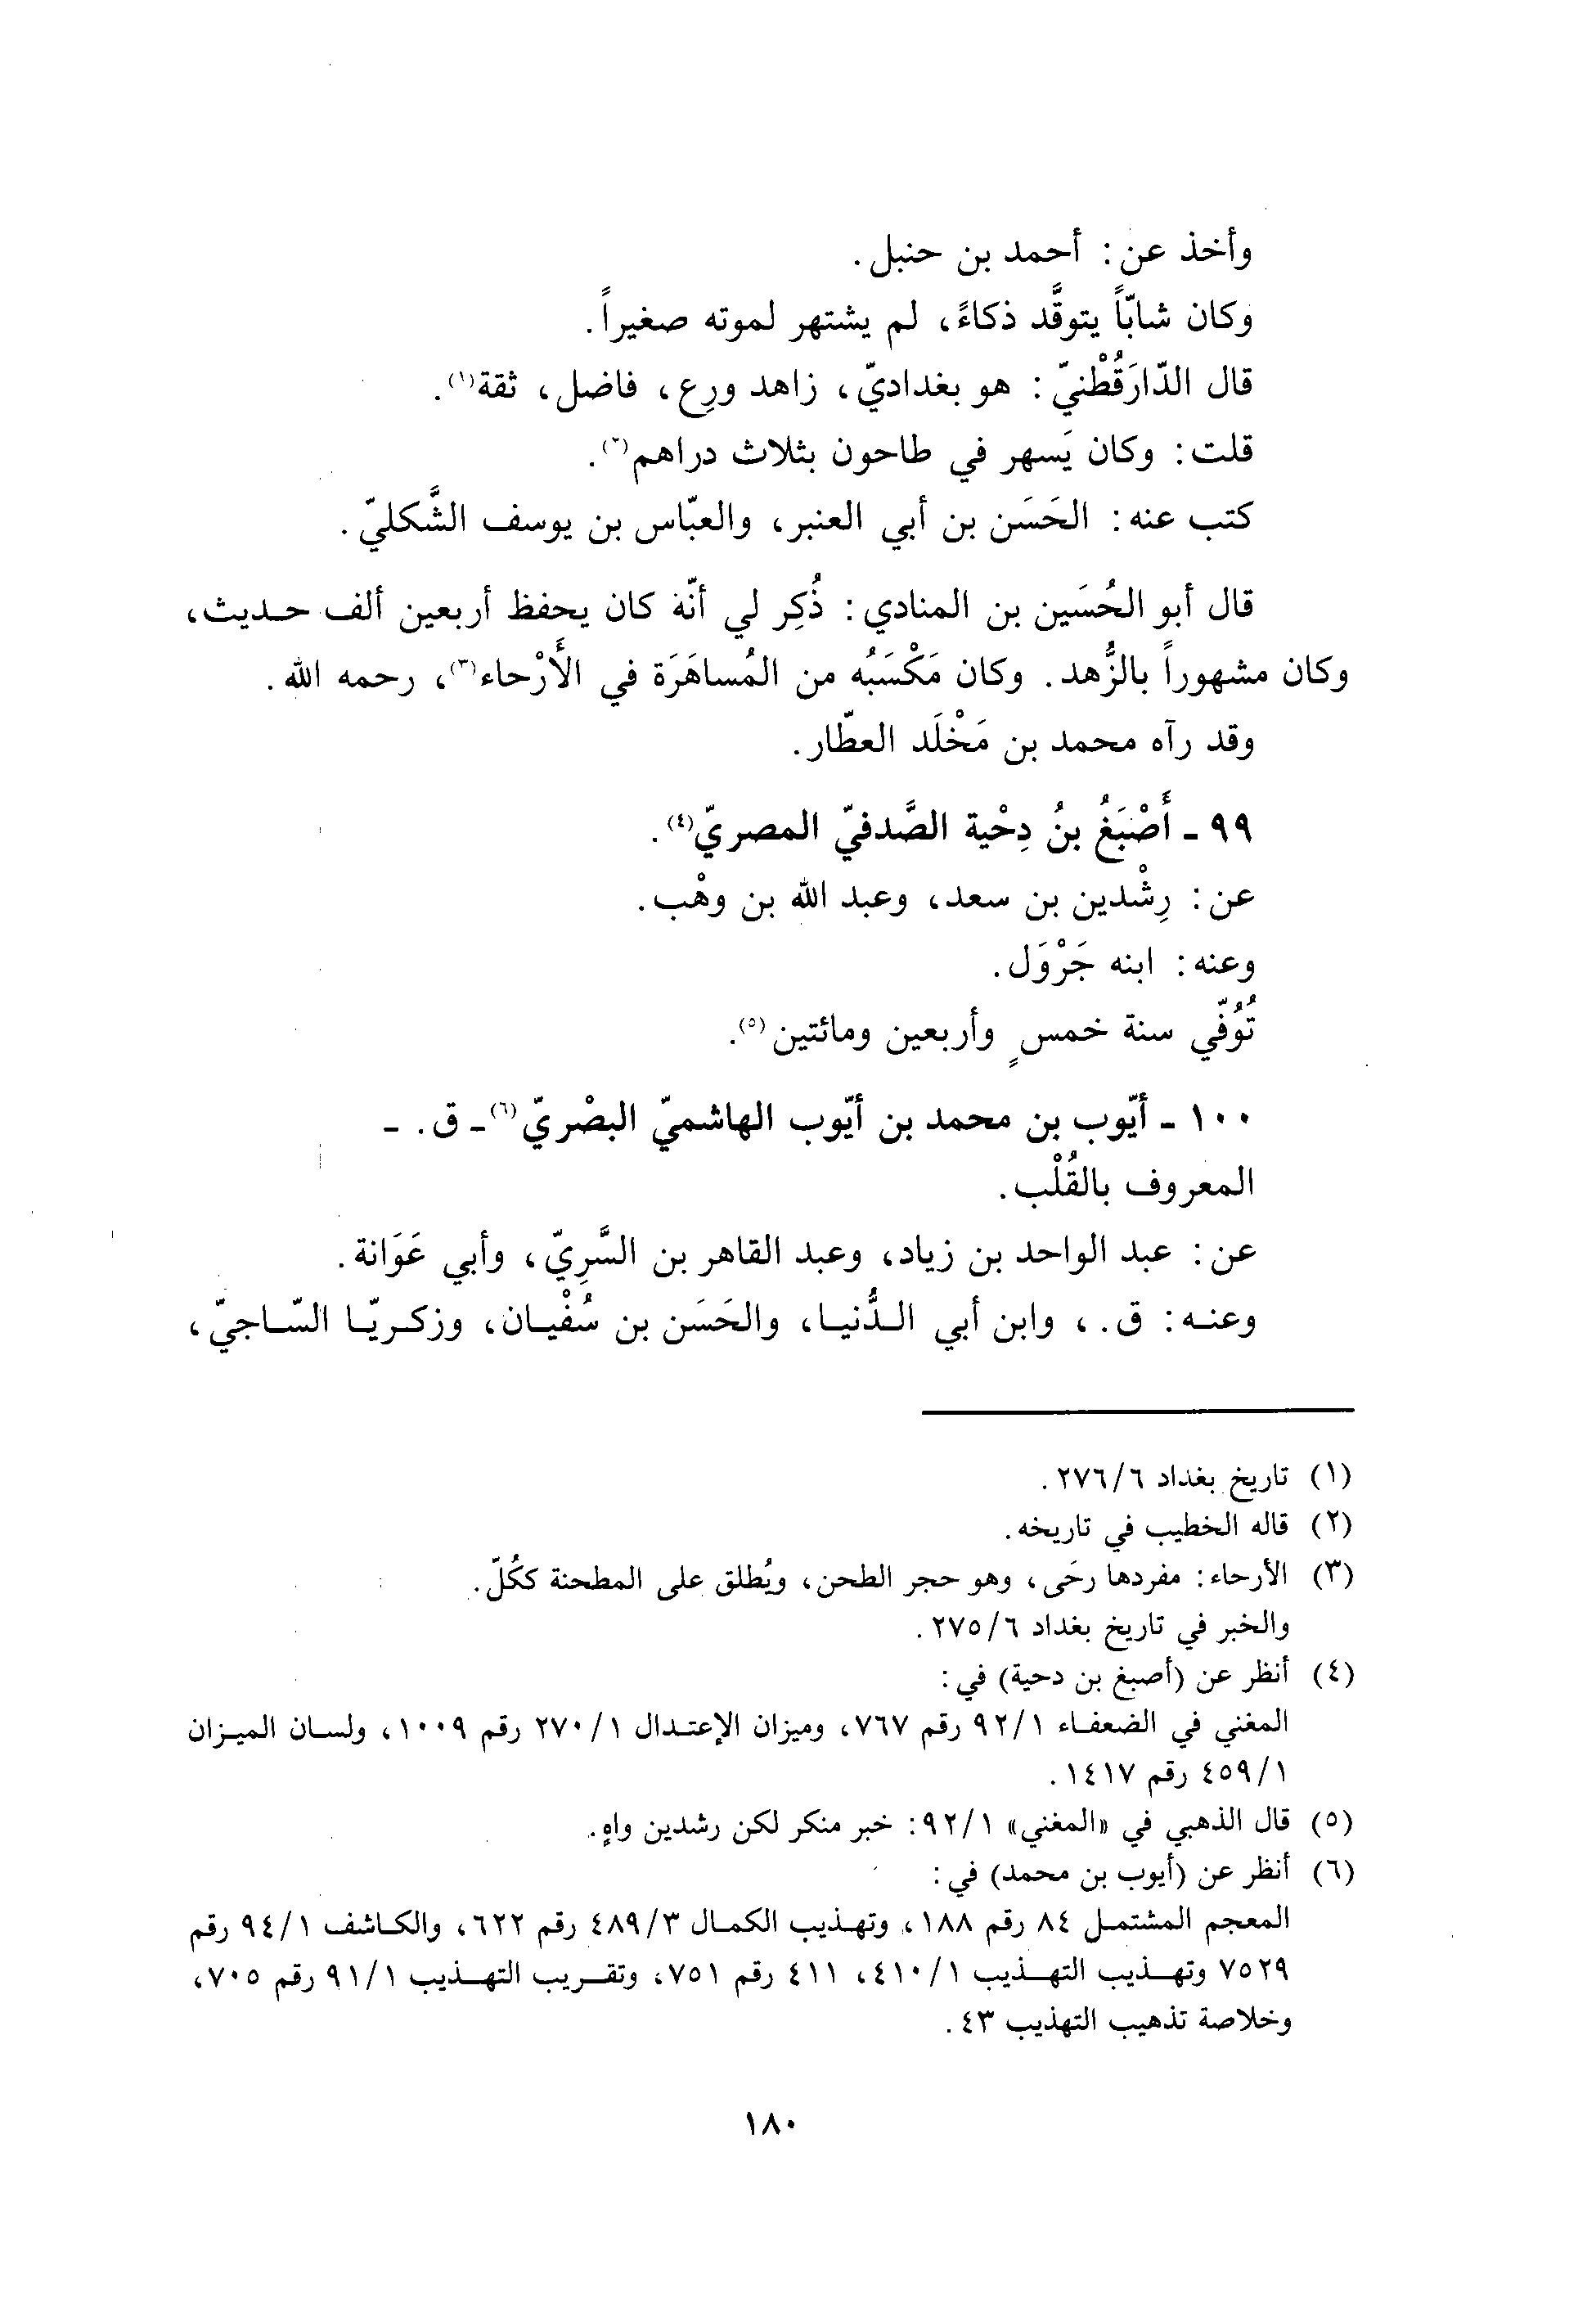 وأخذ عن: أحمد بن حنبل.
وكان شابّاً يتوقَّد ذكاءً، لم يشتهر لموته صغيراً.
قال الدّارَقُطْنيّ: هو بغداديّ، زاهد ورِع، فاضل، ثقة(١).
قلت: وكان يَسهر في طاحون بثلاث دراهم(٢).
كتب عنه: الحَسَن بن أبي العنبر، والعبّاس بن يوسف الشَّكليّ.
قال أبو الحُسَين بن المنادي: ذُكِر لي أنّه كان يحفظ أربعين ألف حديث،
وكان مشهوراً بالزُّهد. وكان مَكْسَبُه من المُساهَرَة في الأَرْحاء(٣)، رحمه الله.
وقد رآه محمد بن مَخْلَد العطّار.
٩٩ - أَصْبَغُ بنُ دِحْية الصَّدفيّ المصريّ(٤).
عن: رِشْدين بن سعد، وعبد الله بن وهْب.
وعنه: ابنه جَرْوَل.
تُوُفّي سنة خمسٍ وأربعين ومائتين(٥).
١٠٠ - أيّوب بن محمد بن أيّوب الهاشميّ البصْريّ(٦) - ق. -
المعروف بالقُلْب.
عن: عبد الواحد بن زياد، وعبد القاهر بن السَّرِيّ، وأبي عَوَانة.
وعنه: ق.، وابن أبي الدُّنيا، والحَسَن بن سُفْيان، وزكريّا السّاجيّ،
(١) تاريخ بغداد ٢٧٦/٦.
(٢) قاله الخطيب في تاريخه.
(٣) الأرحاء: مفردها رحَى، وهو حجر الطحن، ويُطلق على المطحنة ككُلّ.
والخبر في تاريخ بغداد ٢٧٥/٦.
(٤) أنظر عن (أصبغ بن دحية) في:
المغني في الضعفاء ٩٢/١ رقم ٧٦٧، وميزان الإعتدال ٢٧٠/١ رقم ١٠٠٩، ولسان الميزان
٤٥٩/١ رقم ١٤١٧.
(٥) قال الذهبي في «المغني» ٩٢/١: خبر منكر لكن رشدين واهٍ.
(٦) أنظر عن (أيوب بن محمد) في:
المعجم المشتمل ٨٤ رقم ١٨٨، وتهذيب الكمال ٤٨٩/٣ رقم ٦٢٢، والكاشف ٩٤/١ رقم
٧٥٢٩ وتهذيب التهذيب ٤١٠/١، ٤١١ رقم ٧٥١، وتقريب التهذيب ٩١/١ رقم ٧٠٥،
وخلاصة تذهيب التهذيب ٤٣.
١٨٠